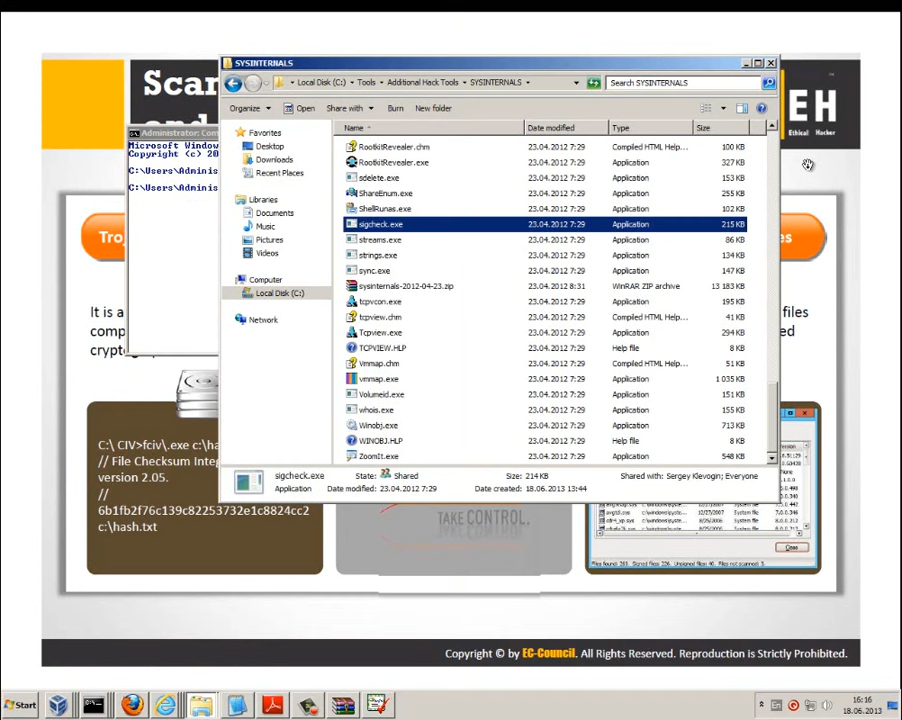 Scan
and
EH
Ethical Hacker
Administrator: Com
Microsoft Window
Copyright (c) 20
C:\Users\Adminis
C:\Users\Adminis
SYSINTERNALS
Local Disk (C:) Tools Additional Hack Tools SYSINTERNALS
Search SYSINTERNALS
Organize Open Share with Burn New folder
Favorites
Desktop
Downloads
Recent Places
Libraries
Documents
Music
Pictures
Videos
Computer
Local Disk (C:)
Network
Name Date modified Type Size
RootkitRevealer.chm 23.04.2012 7:29 Compiled HTML Help... 100 KB
RootkitRevealer.exe 23.04.2012 7:29 Application 327 KB
sdelete.exe 23.04.2012 7:29 Application 153 KB
ShareEnum.exe 23.04.2012 7:29 Application 255 KB
ShellRunas.exe 23.04.2012 7:29 Application 102 KB
sigcheck.exe 23.04.2012 7:29 Application 215 KB
streams.exe 23.04.2012 7:29 Application 86 KB
strings.exe 23.04.2012 7:29 Application 134 KB
sync.exe 23.04.2012 7:29 Application 147 KB
sysinternals-2012-04-23.zip 23.04.2012 8:31 WinRAR ZIP archive 13 183 KB
tcpvcon.exe 23.04.2012 7:29 Application 195 KB
tcpview.chm 23.04.2012 7:29 Compiled HTML Help... 41 KB
Tcpview.exe 23.04.2012 7:29 Application 294 KB
TCPVIEW.HLP 23.04.2012 7:29 Help file 8 KB
Vmmap.chm 23.04.2012 7:29 Compiled HTML Help... 51 KB
vmmap.exe 23.04.2012 7:29 Application 1 035 KB
Volumeid.exe 23.04.2012 7:29 Application 151 KB
whois.exe 23.04.2012 7:29 Application 155 KB
Winobj.exe 23.04.2012 7:29 Application 713 KB
WINOBJ.HLP 23.04.2012 7:29 Help file 8 KB
ZoomIt.exe 23.04.2012 7:29 Application 548 KB
sigcheck.exe State: Shared Size: 214 KB Shared with: Sergey Klevogin; Everyone
Application Date modified: 23.04.2012 7:29 Date created: 18.06.2013 13:44
Troj
es
It is a
files
comp
ed
crypto
C:\ CIV>fciv\.exe c:\ha
// File Checksum Integ
version 2.05.
//
6b1fb2f76c139c82253732e1c8824cc2
c:\hash.txt
TAKE CONTROL.
Close
Copyright © by EC-Council. All Rights Reserved. Reproduction is Strictly Prohibited.
Start
16:16
18.06.2013